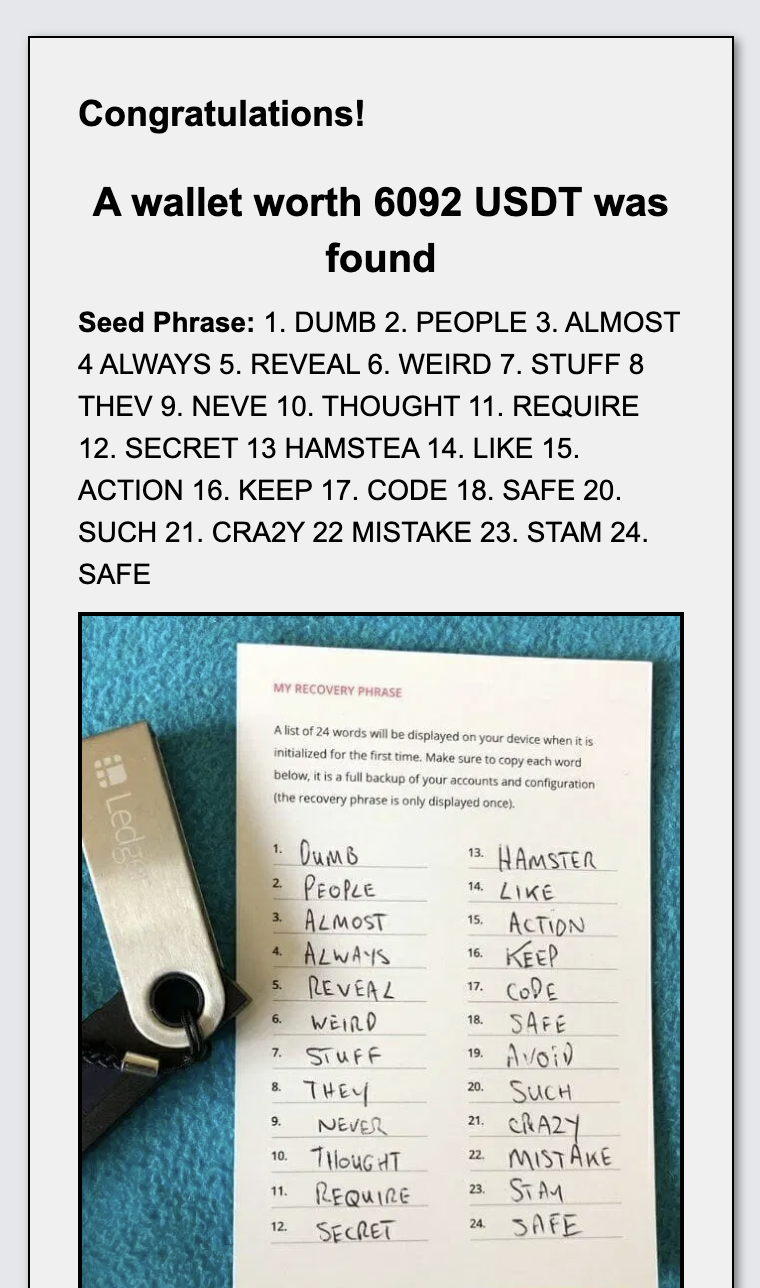 Congratulations!
A wallet worth 6092 USDT was
found
Seed Phrase: 1. DUMB 2. PEOPLE 3. ALMOST
4 ALWAYS 5. REVEAL 6. WEIRD 7. STUFF 8
THEV 9. NEVE 10. THOUGHT 11. REQUIRE
12. SECRET 13 HAMSTEA 14. LIKE 15.
ACTION 16. KEEP 17. CODE 18. SAFE 20.
SUCH 21. CRA2Y 22 MISTAKE 23. STAM 24.
SAFE
MY RECOVERY PHRASE
A list of 24 words will be displayed on your device when it is
initialized for the first time. Make sure to copy each word
below, it is a full backup of your accounts and configuration
(the recovery phrase is only displayed once).
Ledger
1. DUMB
2. PEOPLE
3. ALMOST
4. ALWAYS
5. REVEAL
6. WEIRD
7. STUFF
8. THEY
9. NEVER
10. THOUGHT
11. REQUIRE
12. SECRET
13. HAMSTER
14. LIKE
15. ACTION
16. KEEP
17. CODE
18. SAFE
19. AVOID
20. SUCH
21. CRAZY
22. MISTAKE
23. STAY
24. SAFE